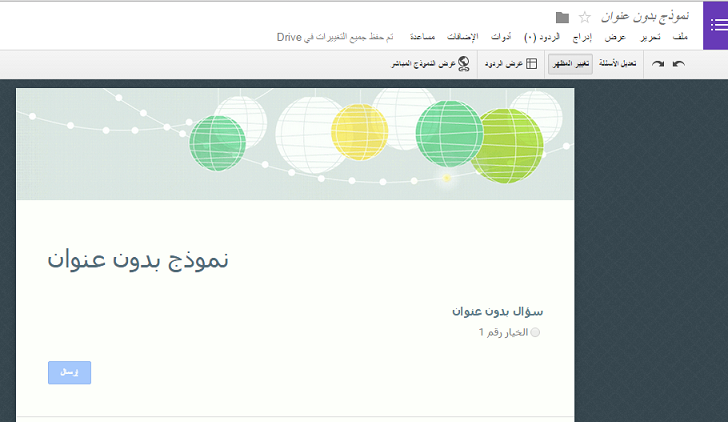 نموذج بدون عنوان
ملف تحرير عرض إدراج الردود (٠) أدوات الإضافات مساعدة تم حفظ جميع التغييرات في Drive
تعديل الأسئلة تغيير المظهر عرض الردود عرض النموذج المباشر
نموذج بدون عنوان
سؤال بدون عنوان
الخيار رقم 1
إرسال